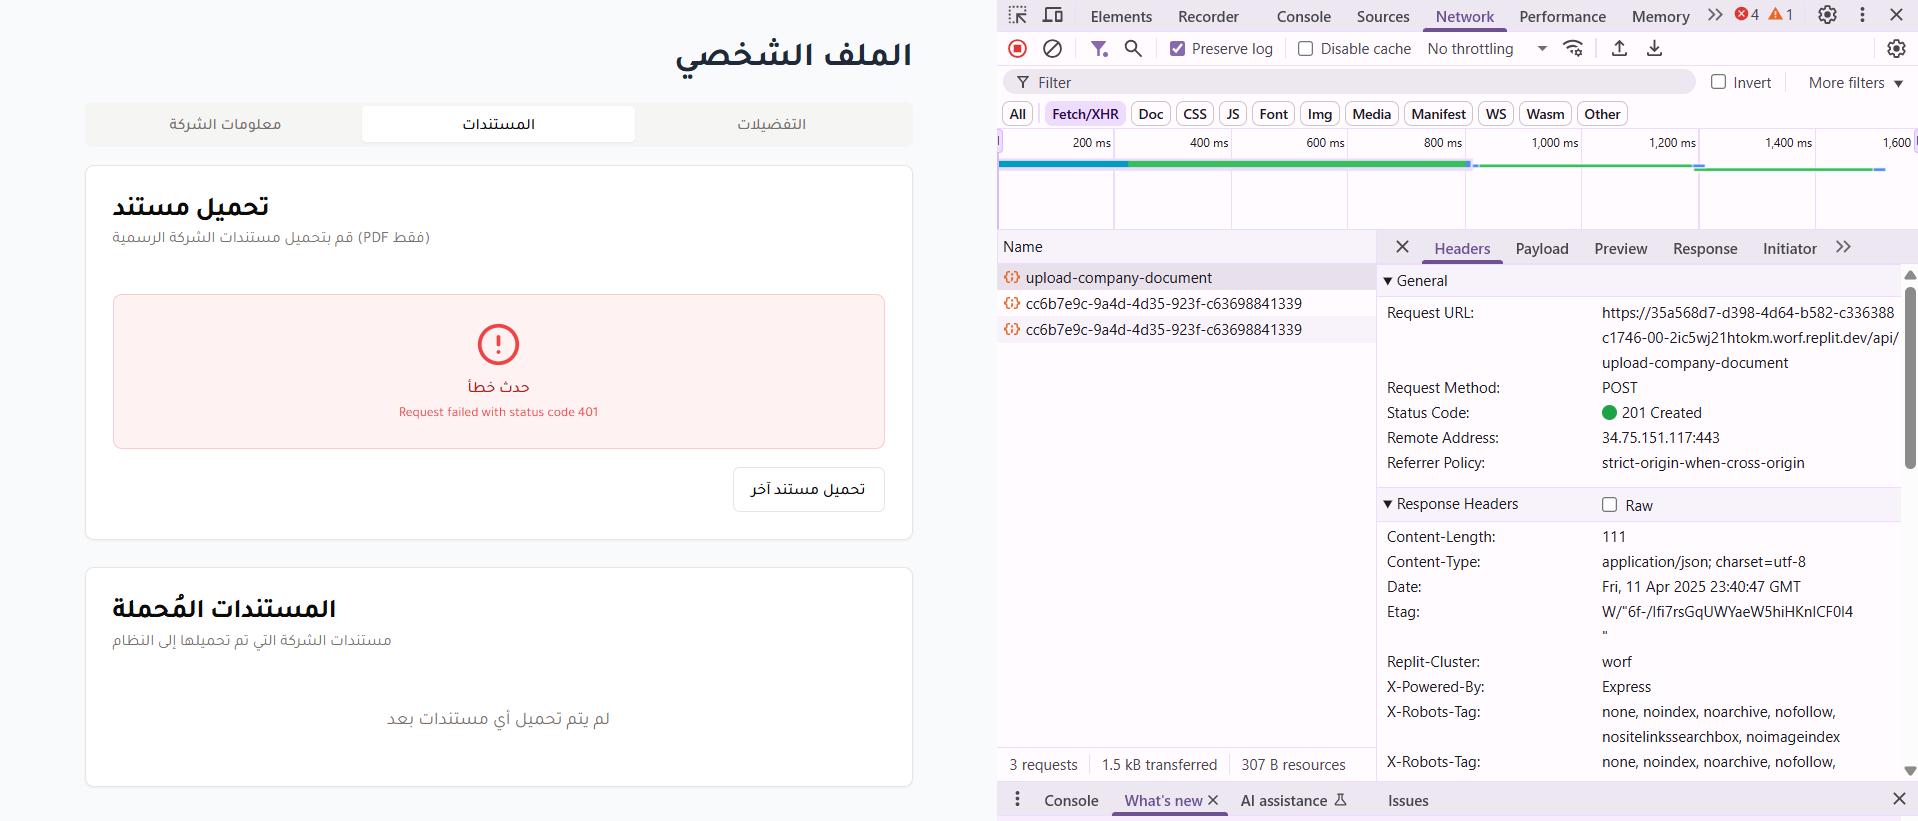 الملف الشخصي
التفضيلات
المستندات
معلومات الشركة
تحميل مستند
قم بتحميل مستندات الشركة الرسمية (PDF فقط)
حدث خطأ
Request failed with status code 401
تحميل مستند آخر
المستندات المُحملة
مستندات الشركة التي تم تحميلها إلى النظام
لم يتم تحميل أي مستندات بعد
Elements Recorder Console Sources Network Performance Memory 4 1
Preserve log Disable cache No throttling
Filter Invert More filters
All Fetch/XHR Doc CSS JS Font Img Media Manifest WS Wasm Other
200 ms 400 ms 600 ms 800 ms 1,000 ms 1,200 ms 1,400 ms 1,600
Name
upload-company-document
cc6b7e9c-9a4d-4d35-923f-c63698841339
cc6b7e9c-9a4d-4d35-923f-c63698841339
3 requests 1.5 kB transferred 307 B resources
Headers Payload Preview Response Initiator
General
Request URL: https://35a568d7-d398-4d64-b582-c336388
c1746-00-2ic5wj21htokm.worf.replit.dev/api/
upload-company-document
Request Method: POST
Status Code: 201 Created
Remote Address: 34.75.151.117:443
Referrer Policy: strict-origin-when-cross-origin
Response Headers Raw
Content-Length: 111
Content-Type: application/json; charset=utf-8
Date: Fri, 11 Apr 2025 23:40:47 GMT
Etag: W/"6f-/Ifi7rsGqUWYaeW5hiHKnICF0I4
"
Replit-Cluster: worf
X-Powered-By: Express
X-Robots-Tag: none, noindex, noarchive, nofollow,
nositelinkssearchbox, noimageindex
X-Robots-Tag: none, noindex, noarchive, nofollow,
Console What's new AI assistance Issues